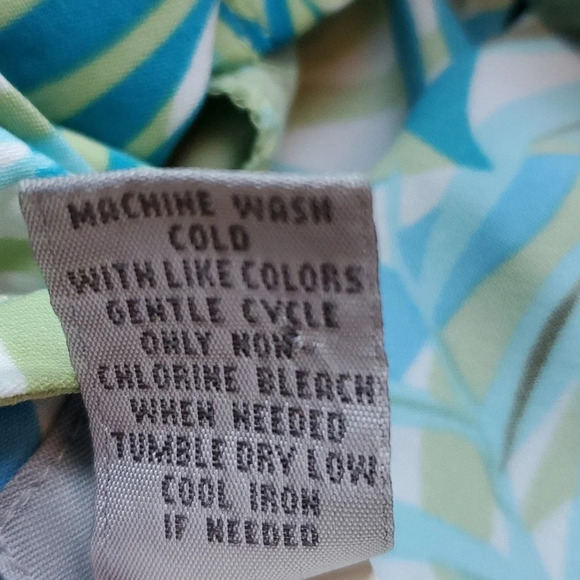 MACHINE WASH
COLD
WITH LIKE COLORS
GENTLE CYCLE
ONLY NON-
CHLORINE BLEACH
WHEN NEEDED
TUMBLE DRY LOW
COOL IRON
IF NEEDED